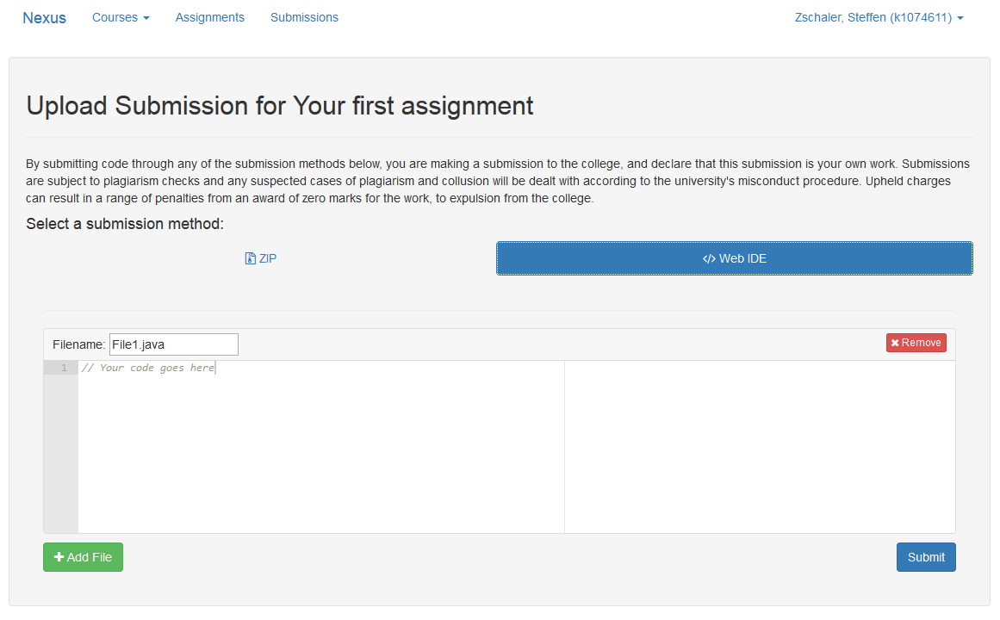 Nexus Courses Assignments Submissions Zschaler, Steffen (k1074611)
Upload Submission for Your first assignment
By submitting code through any of the submission methods below, you are making a submission to the college, and declare that this submission is your own work. Submissions
are subject to plagiarism checks and any suspected cases of plagiarism and collusion will be dealt with according to the university's misconduct procedure. Upheld charges
can result in a range of penalties from an award of zero marks for the work, to expulsion from the college.
Select a submission method:
ZIP </> Web IDE
Filename: File1.java Remove
1 // Your code goes here
Add File Submit